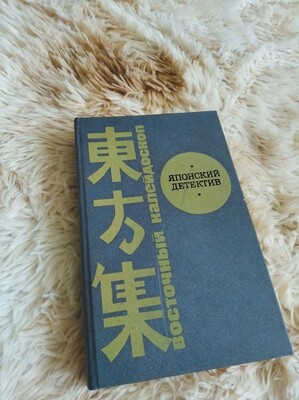 東方集
ВОСТОЧНЫЙ КАЛЕЙДОСКОП
ЯПОНСКИЙ
ДЕТЕКТИВ